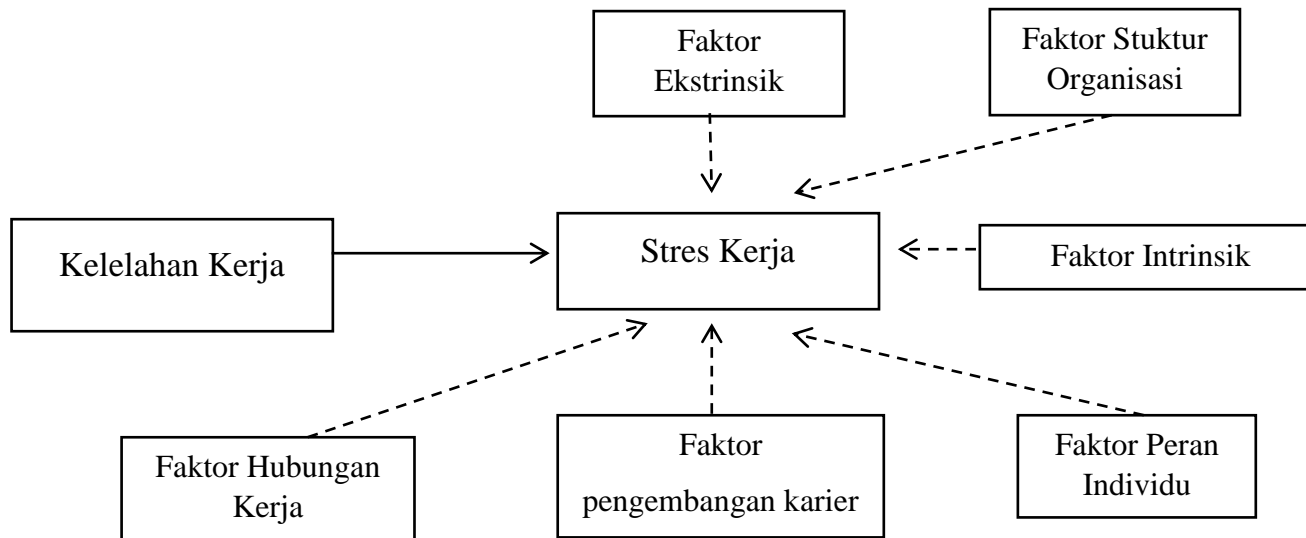 Faktor
Ekstrinsik
Faktor Stuktur
Organisasi
Kelelahan Kerja
Stres Kerja
Faktor Intrinsik
Faktor Hubungan
Kerja
Faktor
pengembangan karier
Faktor Peran
Individu